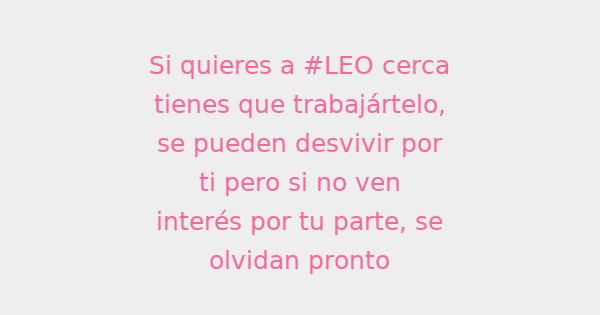 Si quieres a #LEO cerca
tienes que trabajártelo,
se pueden desvivir por
ti pero si no ven
interés por tu parte, se
olvidan pronto